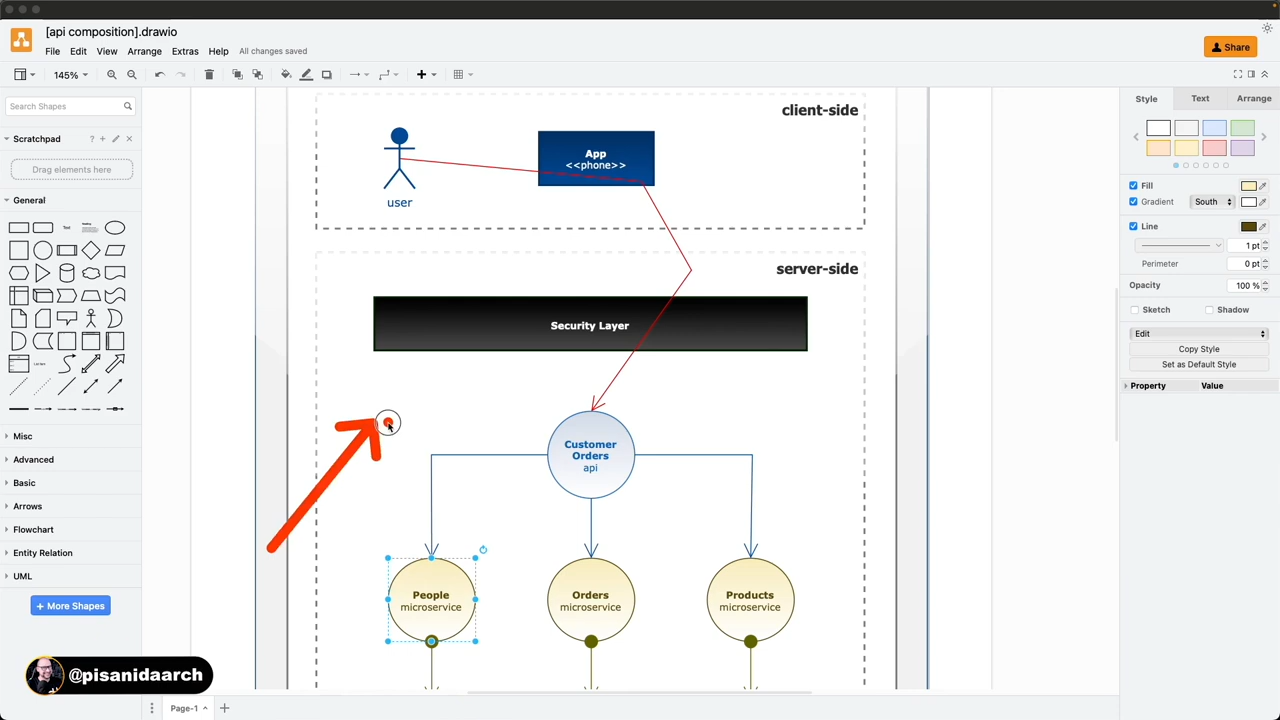 [api composition].drawio
File Edit View Arrange Extras Help All changes saved
Share
145%
Search Shapes
Scratchpad
?
Drag elements here
General
Text
Heading
List Item
Misc
Advanced
Basic
Arrows
Flowchart
Entity Relation
UML
+ More Shapes
client-side
App
<<phone>>
user
server-side
Security Layer
Customer
Orders
api
People
microservice
Orders
microservice
Products
microservice
Style Text Arrange
Fill
Gradient South
Line
1 pt
Perimeter 0 pt
Opacity 100 %
Sketch Shadow
Edit
Copy Style
Set as Default Style
Property Value
@pisanidaarch
Page-1